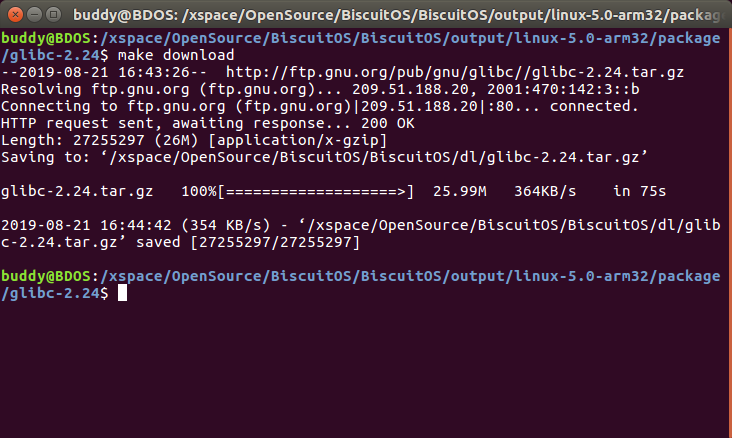 buddy@BDOS: /xspace/OpenSource/BiscuitOS/BiscuitOS/output/linux-5.0-arm32/package
buddy@BDOS:/xspace/OpenSource/BiscuitOS/BiscuitOS/output/linux-5.0-arm32/package
/glibc-2.24$ make download
--2019-08-21 16:43:26--  http://ftp.gnu.org/pub/gnu/glibc//glibc-2.24.tar.gz
Resolving ftp.gnu.org (ftp.gnu.org)... 209.51.188.20, 2001:470:142:3::b
Connecting to ftp.gnu.org (ftp.gnu.org)|209.51.188.20|:80... connected.
HTTP request sent, awaiting response... 200 OK
Length: 27255297 (26M) [application/x-gzip]
Saving to: ‘/xspace/OpenSource/BiscuitOS/BiscuitOS/dl/glibc-2.24.tar.gz’
glibc-2.24.tar.gz   100%[===================>]  25.99M   364KB/s    in 75s
2019-08-21 16:44:42 (354 KB/s) - ‘/xspace/OpenSource/BiscuitOS/BiscuitOS/dl/glib
c-2.24.tar.gz’ saved [27255297/27255297]
buddy@BDOS:/xspace/OpenSource/BiscuitOS/BiscuitOS/output/linux-5.0-arm32/package
/glibc-2.24$